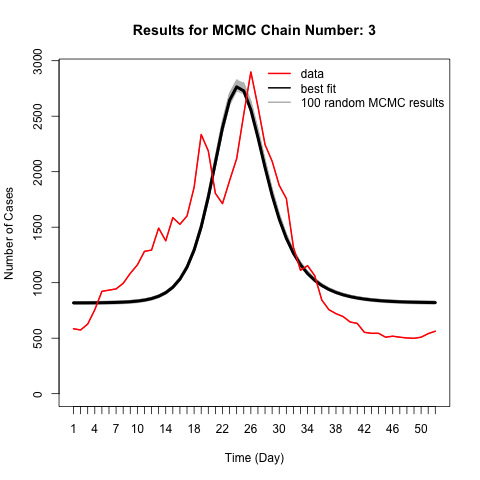 Results for MCMC Chain Number: 3
data
best fit
100 random MCMC results
Number of Cases
3000
2500
2000
1500
1000
500
0
1 4 7 10 14 18 22 26 30 34 38 42 46 50
Time (Day)